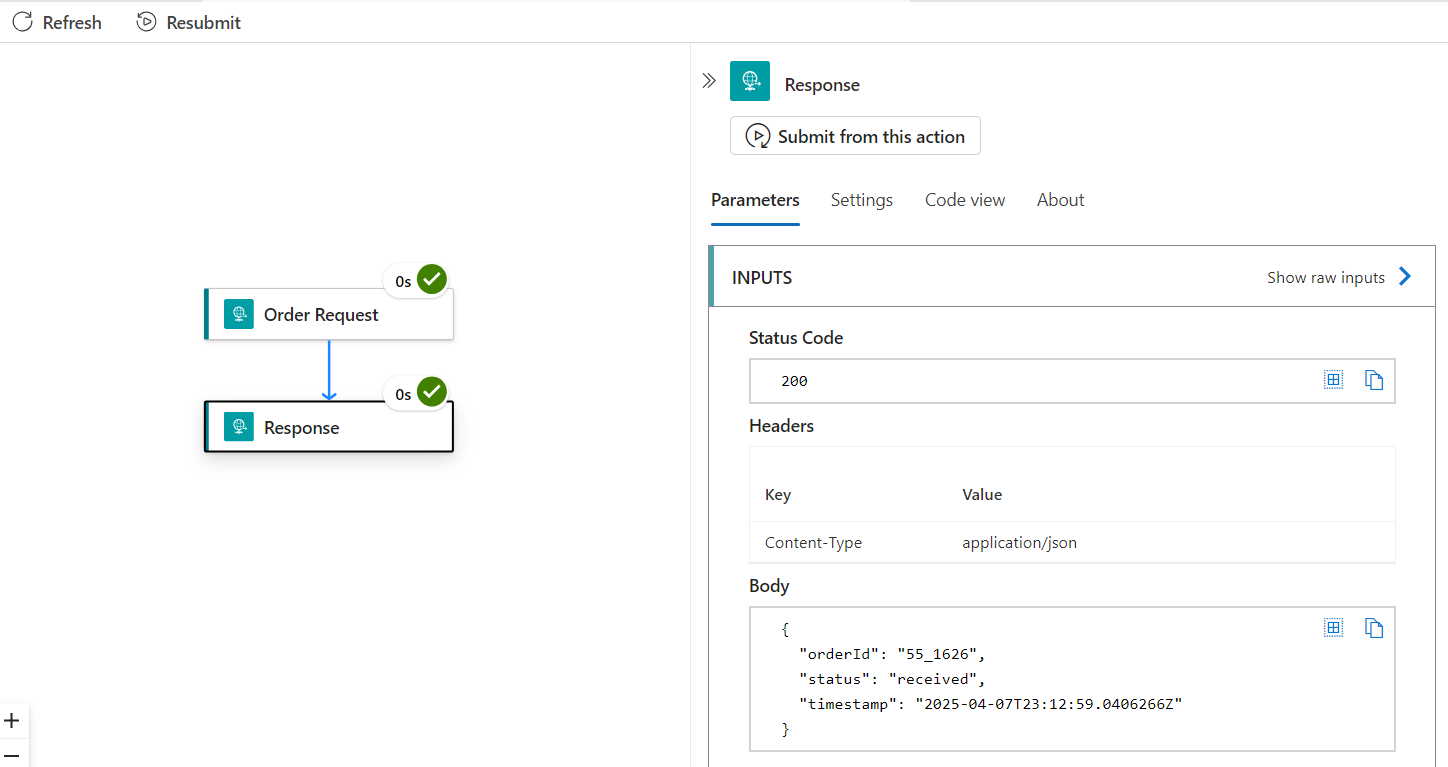 Refresh Resubmit
0s
Order Request
0s
Response
Response
Submit from this action
Parameters Settings Code view About
INPUTS Show raw inputs
Status Code
200
Headers
Key Value
Content-Type application/json
Body
{
"orderId": "55_1626",
"status": "received",
"timestamp": "2025-04-07T23:12:59.0406266Z"
}